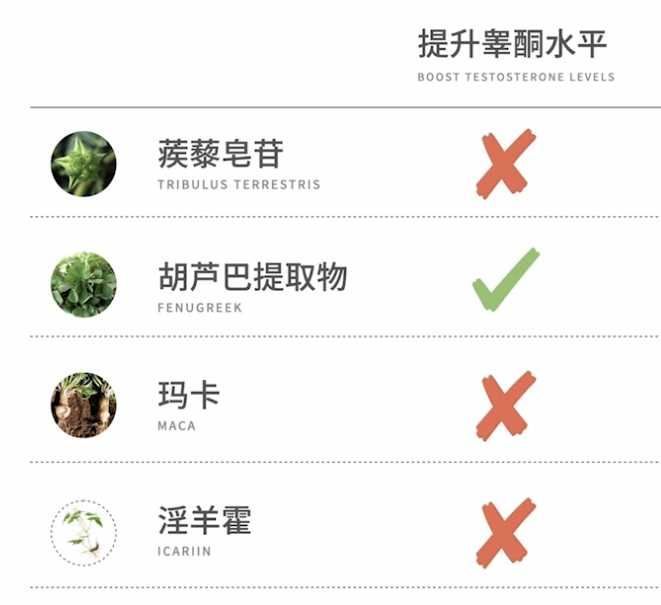 提升睾酮水平
BOOST TESTOSTERONE LEVELS
蒺藜皂苷
TRIBULUS TERRESTRIS
胡芦巴提取物
FENUGREEK
玛卡
MACA
淫羊霍
ICARIIN